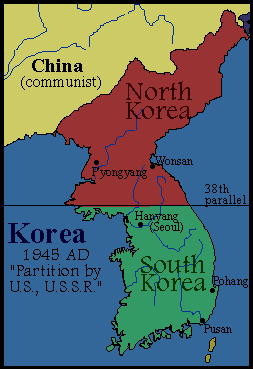 China
(communist)
North
Korea
P'yongyang
Wonsan
38th
parallel
Hanyang
(Seoul)
Korea
1945 AD
"Partition by
U.S., U.S.S.R."
South
Korea
Pohang
Pusan